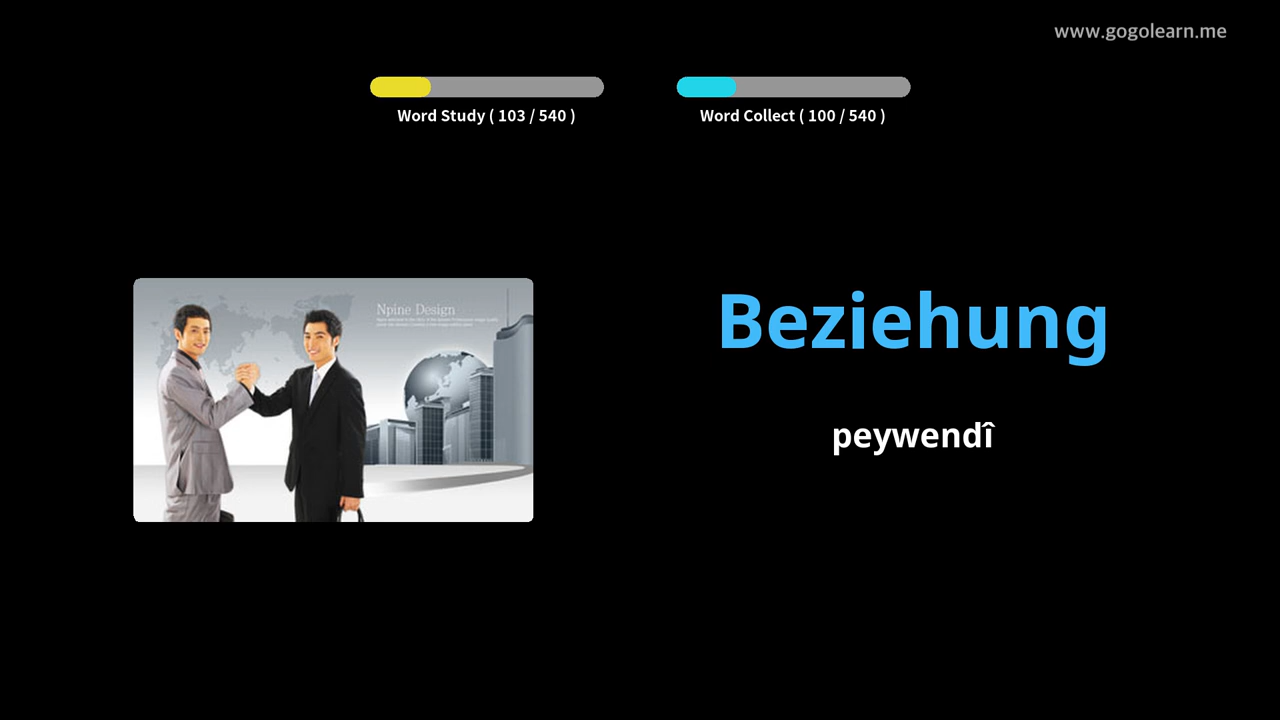 www.gogolearn.me
Word Study ( 103 / 540 )
Word Collect ( 100 / 540 )
Npine Design
Beziehung
peywendî